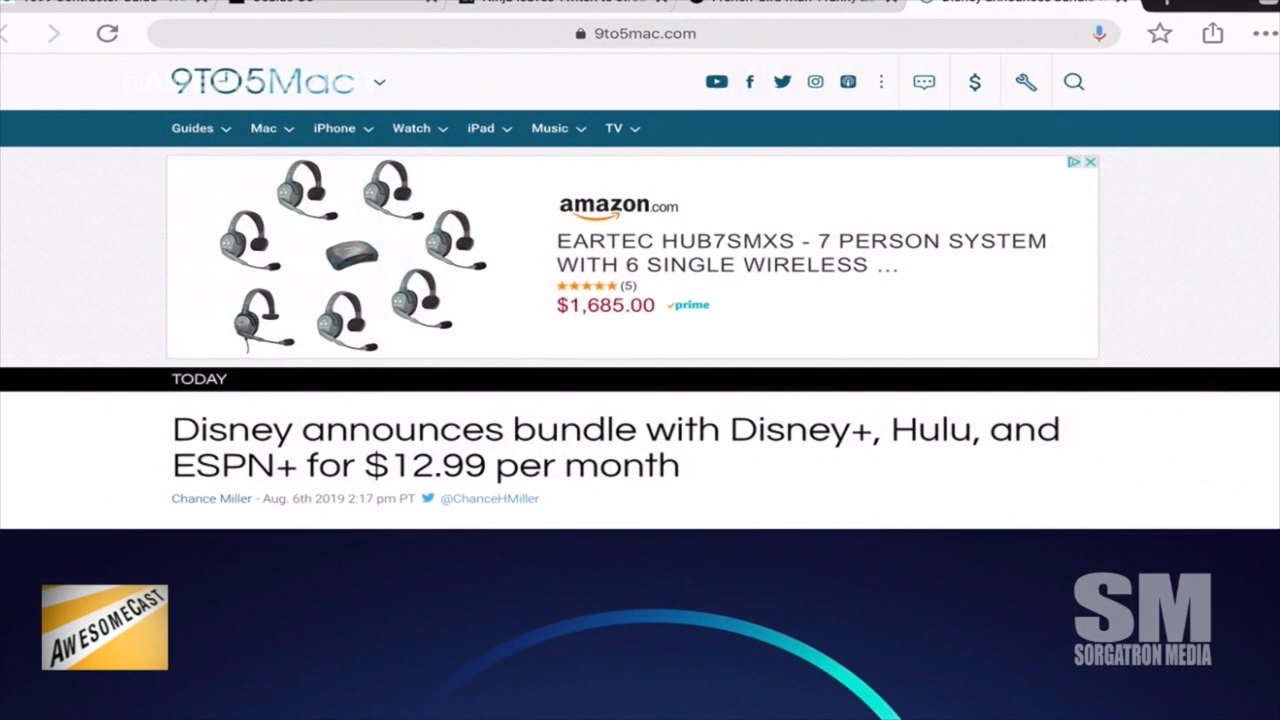 9to5mac.com
9TO5Mac
Guides Mac iPhone Watch iPad Music TV
amazon.com
EARTEC HUB7SMXS - 7 PERSON SYSTEM
WITH 6 SINGLE WIRELESS ...
(5)
$1,685.00 prime
TODAY
Disney announces bundle with Disney+, Hulu, and
ESPN+ for $12.99 per month
Chance Miller - Aug. 6th 2019 2:17 pm PT @ChanceHMiller
AWESOMECAST
SM
SORGATRON MEDIA